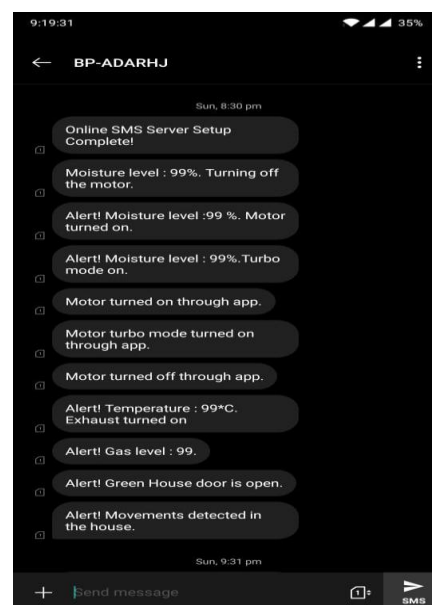 9:19:31
35%
BP-ADARHJ
Sun, 8:30 pm
Online SMS Server Setup
Complete!
Moisture level : 99%. Turning off
the motor.
Alert! Moisture level :99 %. Motor
turned on.
Alert! Moisture level : 99%.Turbo
mode on.
Motor turned on through app.
Motor turbo mode turned on
through app.
Motor turned off through app.
Alert! Temperature : 99*C.
Exhaust turned on
Alert! Gas level : 99.
Alert! Green House door is open.
Alert! Movements detected in
the house.
Sun, 9:31 pm
Send message
1
SMS